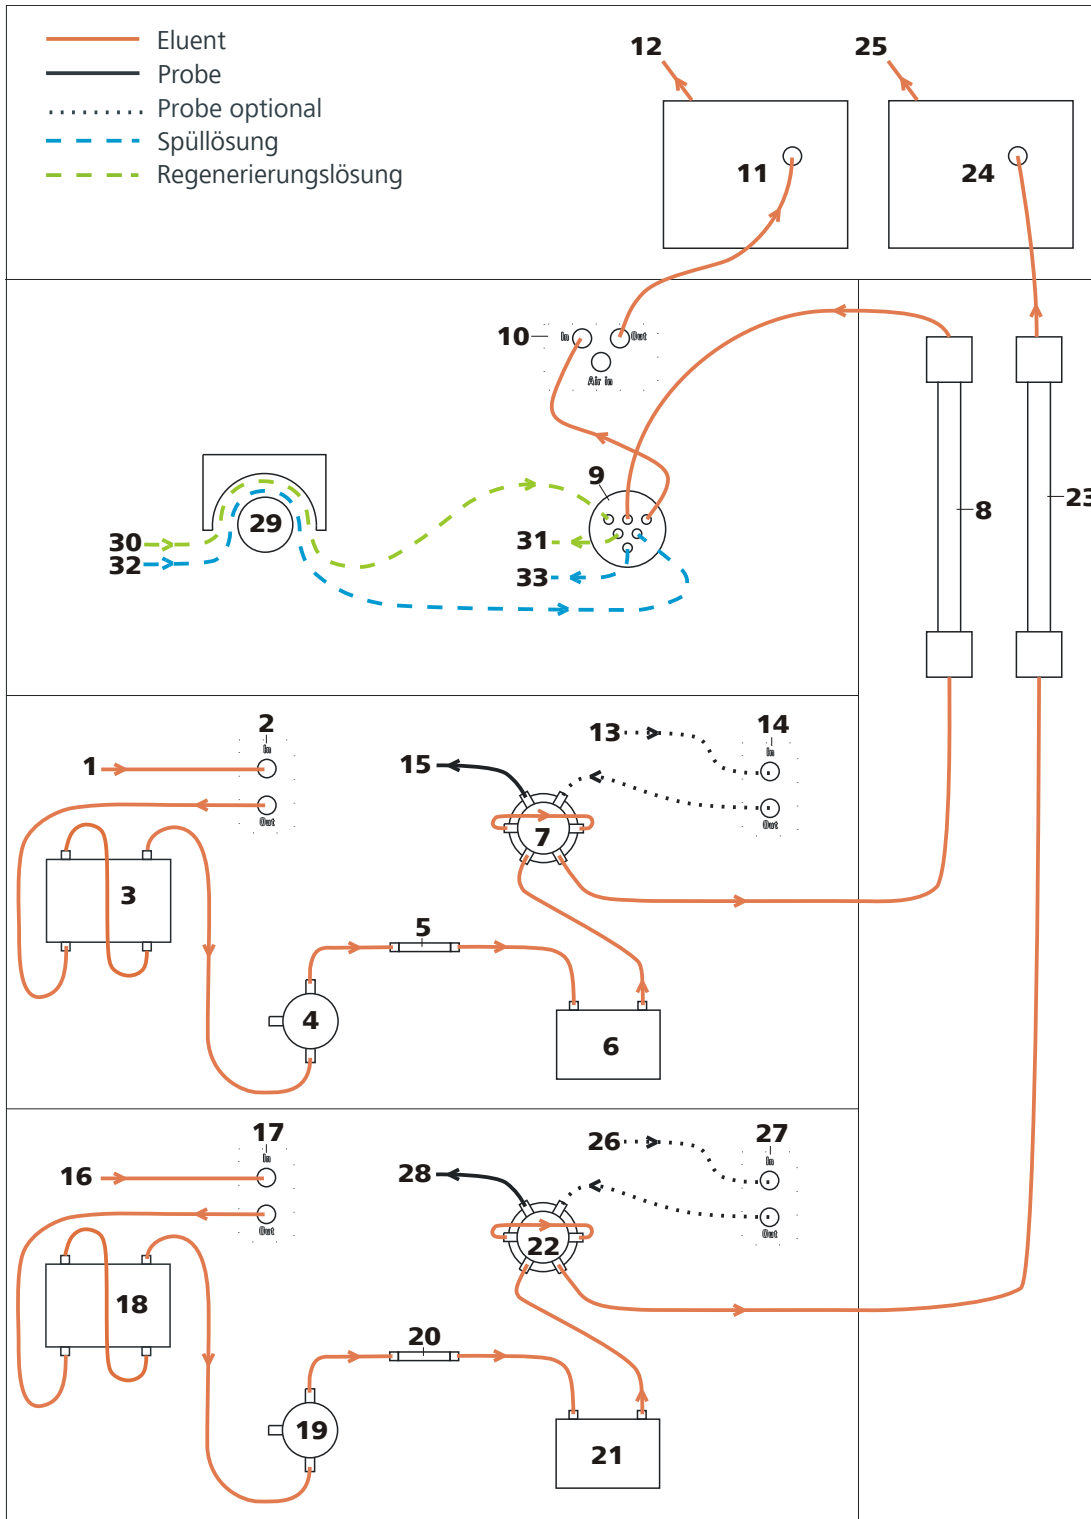 Eluent
Probe
Probe optional
Spüllösung
Regenerierungslösung
12
25
11
24
10
In
Out
Air in
9
8
23
29
30
32
31
33
2
In
1
Out
13
14
In
15
Out
7
3
5
4
6
17
In
16
Out
26
27
In
28
Out
22
18
20
19
21